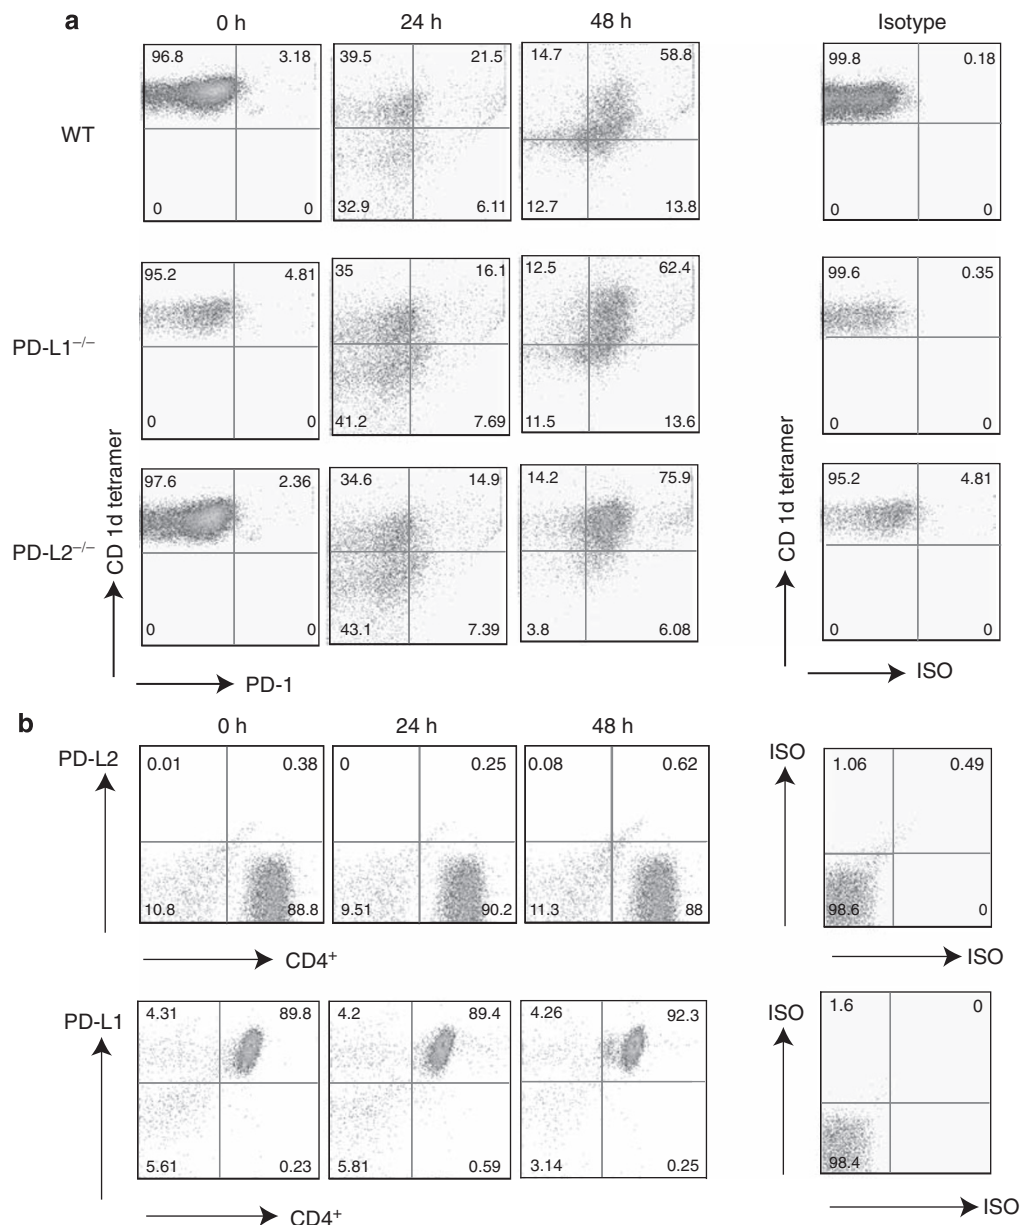 a
0 h 24 h 48 h Isotype
WT
96.8 3.18 39.5 21.5 14.7 58.8 99.8 0.18
0 0 32.9 6.11 12.7 13.8 0 0
PD-L1⁻/⁻
95.2 4.81 35 16.1 12.5 62.4 99.6 0.35
0 0 41.2 7.69 11.5 13.6 0 0
PD-L2⁻/⁻
97.6 2.36 34.6 14.9 14.2 75.9 95.2 4.81
0 0 43.1 7.39 3.8 6.08 0 0
CD 1d tetramer
PD-1
CD 1d tetramer
ISO
b
0 h 24 h 48 h
PD-L2
0.01 0.38 0 0.25 0.08 0.62
10.8 88.8 9.51 90.2 11.3 88
CD4⁺
ISO
1.06 0.49
98.6 0
ISO
PD-L1
4.31 89.8 4.2 89.4 4.26 92.3
5.61 0.23 5.81 0.59 3.14 0.25
CD4⁺
ISO
1.6 0
98.4
ISO